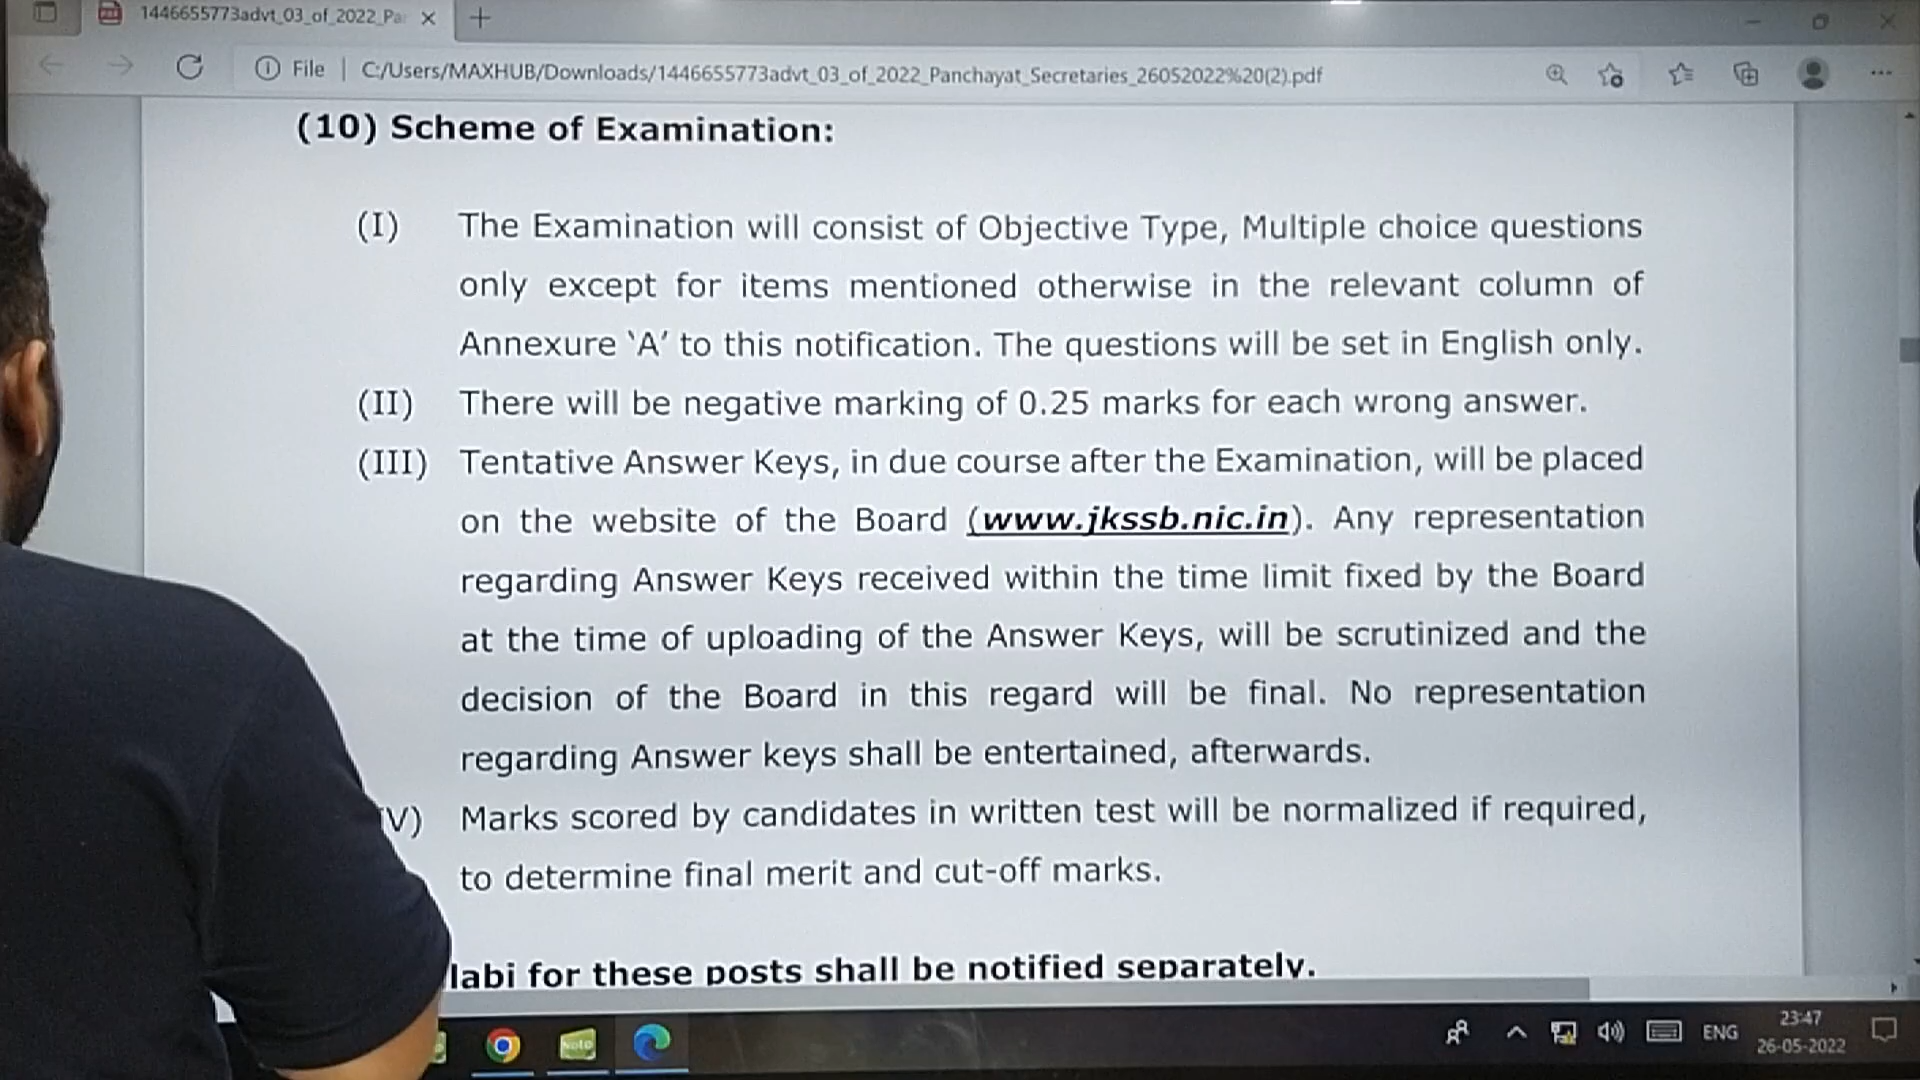 1446655773advt_03_of_2022_Pa
File | C:/Users/MAXHUB/Downloads/1446655773advt_03_of_2022_Panchayat_Secretaries_26052022%20(2).pdf
(10) Scheme of Examination:
(I) The Examination will consist of Objective Type, Multiple choice questions
only except for items mentioned otherwise in the relevant column of
Annexure ‘A’ to this notification. The questions will be set in English only.
(II) There will be negative marking of 0.25 marks for each wrong answer.
(III) Tentative Answer Keys, in due course after the Examination, will be placed
on the website of the Board (www.jkssb.nic.in). Any representation
regarding Answer Keys received within the time limit fixed by the Board
at the time of uploading of the Answer Keys, will be scrutinized and the
decision of the Board in this regard will be final. No representation
regarding Answer keys shall be entertained, afterwards.
V) Marks scored by candidates in written test will be normalized if required,
to determine final merit and cut-off marks.
labi for these posts shall be notified separately.
Note
ENG
23:47
26-05-2022